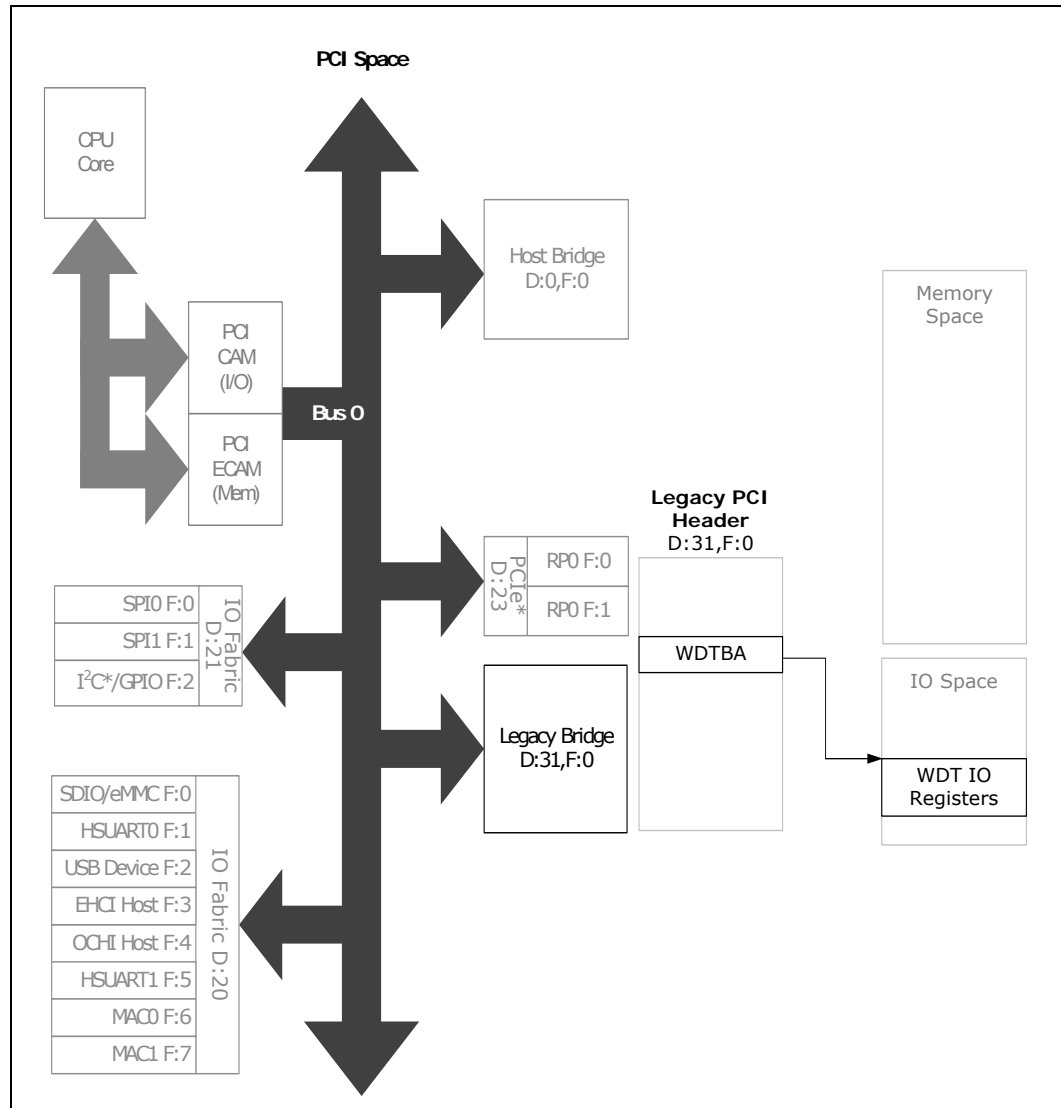 PCI Space
CPU
Core
Host Bridge
D:0,F:0
Memory
Space
PCI
CAM
(I/O)
Bus 0
PCI
ECAM
(Mem)
Legacy PCI
Header
D:31,F:0
PCIe*
D:23
RP0 F:0
RP0 F:1
SPI0 F:0
SPI1 F:1
I²C*/GPIO F:2
IO Fabric
D:21
WDTBA
IO Space
Legacy Bridge
D:31,F:0
WDT IO
Registers
SDIO/eMMC F:0
HSUART0 F:1
USB Device F:2
EHCI Host F:3
OCHI Host F:4
HSUART1 F:5
MAC0 F:6
MAC1 F:7
IO Fabric D:20